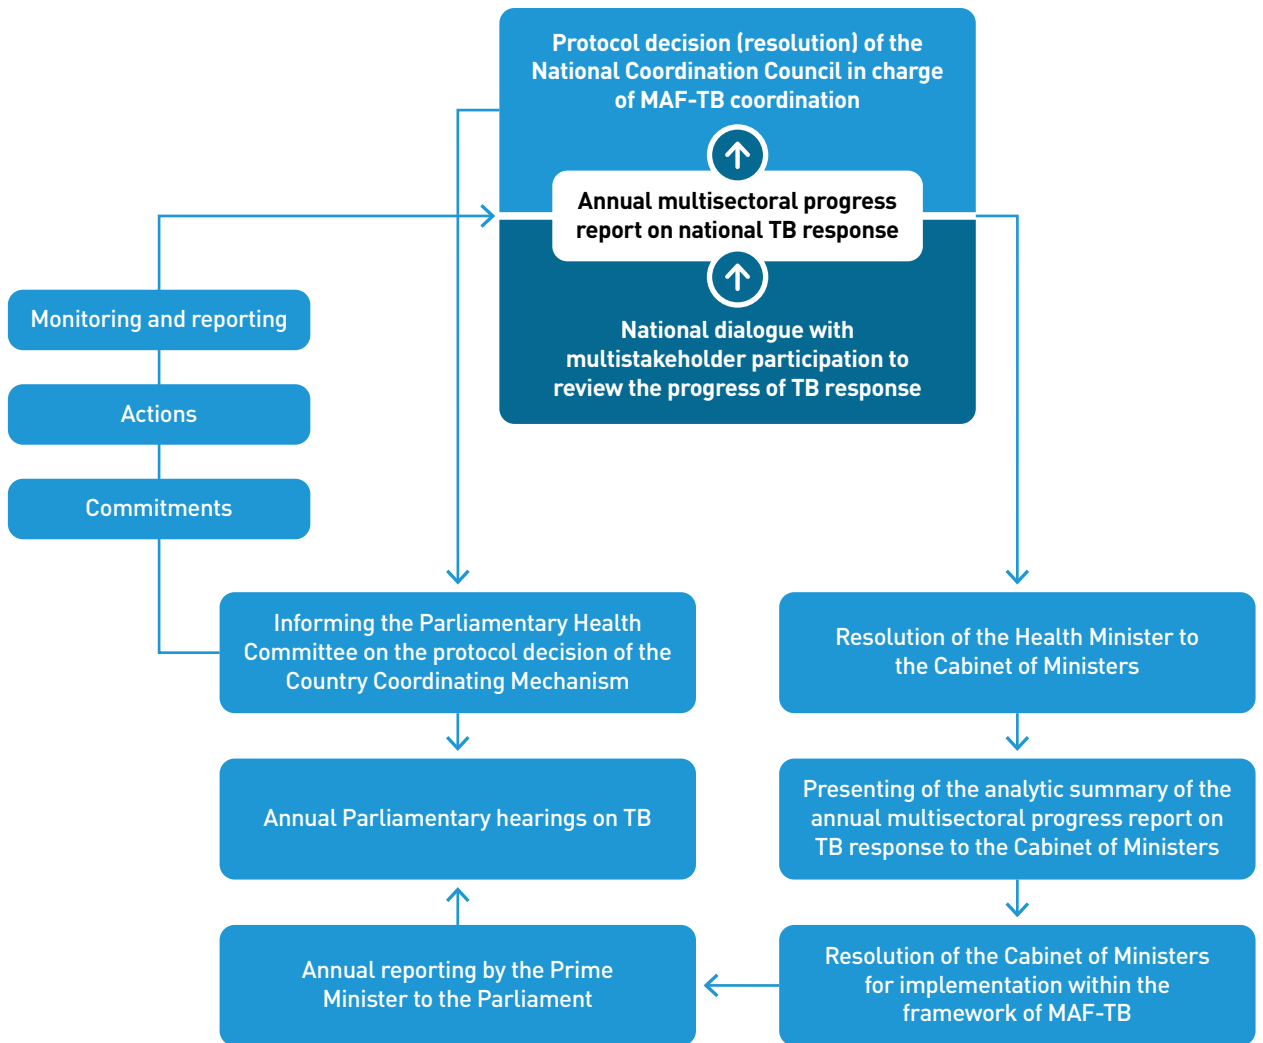 Protocol decision (resolution) of the
National Coordination Council in charge
of MAF-TB coordination
Annual multisectoral progress
report on national TB response
National dialogue with
multistakeholder participation to
review the progress of TB response
Monitoring and reporting
Actions
Commitments
Informing the Parliamentary Health
Committee on the protocol decision of the
Country Coordinating Mechanism
Resolution of the Health Minister to
the Cabinet of Ministers
Annual Parliamentary hearings on TB
Presenting of the analytic summary of the
annual multisectoral progress report on
TB response to the Cabinet of Ministers
Annual reporting by the Prime
Minister to the Parliament
Resolution of the Cabinet of Ministers
for implementation within the
framework of MAF-TB